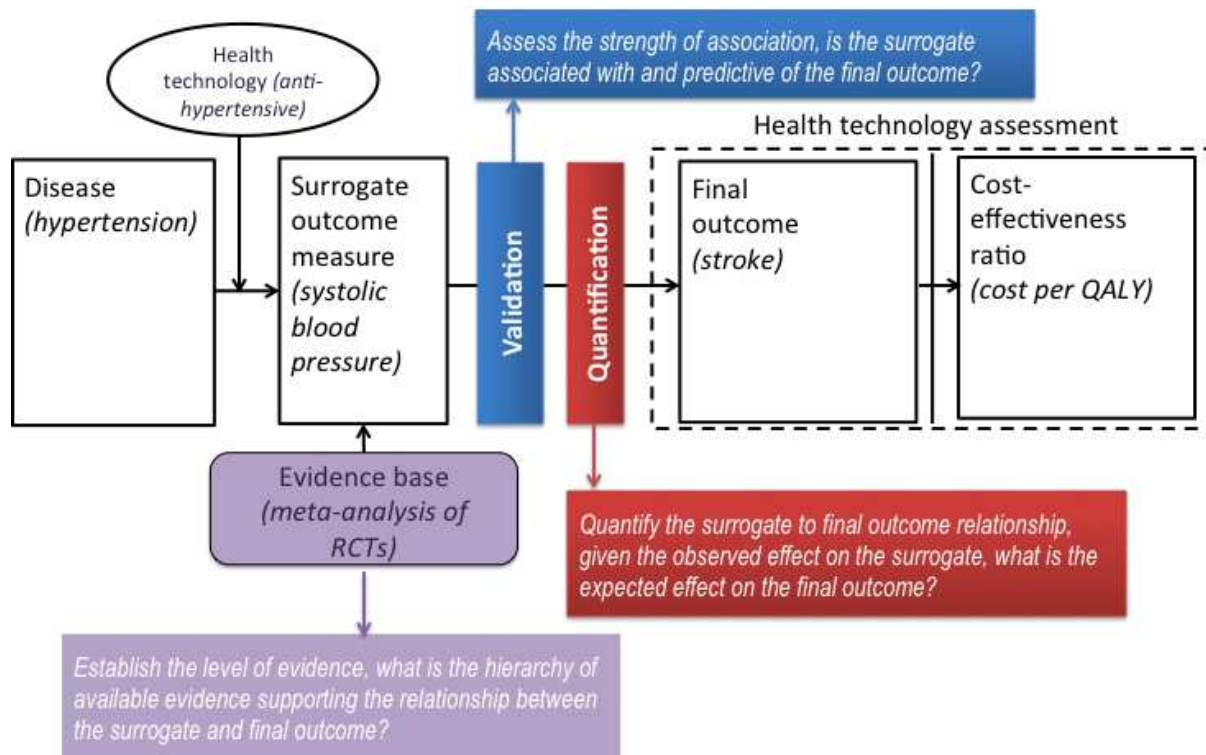 Health
technology (anti-
hypertensive)
Assess the strength of association, is the surrogate
associated with and predictive of the final outcome?
Health technology assessment
Disease
(hypertension)
Surrogate
outcome
measure
(systolic
blood
pressure)
Validation
Quantification
Final
outcome
(stroke)
Cost-
effectiveness
ratio
(cost per QALY)
Evidence base
(meta-analysis of
RCTs)
Quantify the surrogate to final outcome relationship,
given the observed effect on the surrogate, what is the
expected effect on the final outcome?
Establish the level of evidence, what is the hierarchy of
available evidence supporting the relationship between
the surrogate and final outcome?